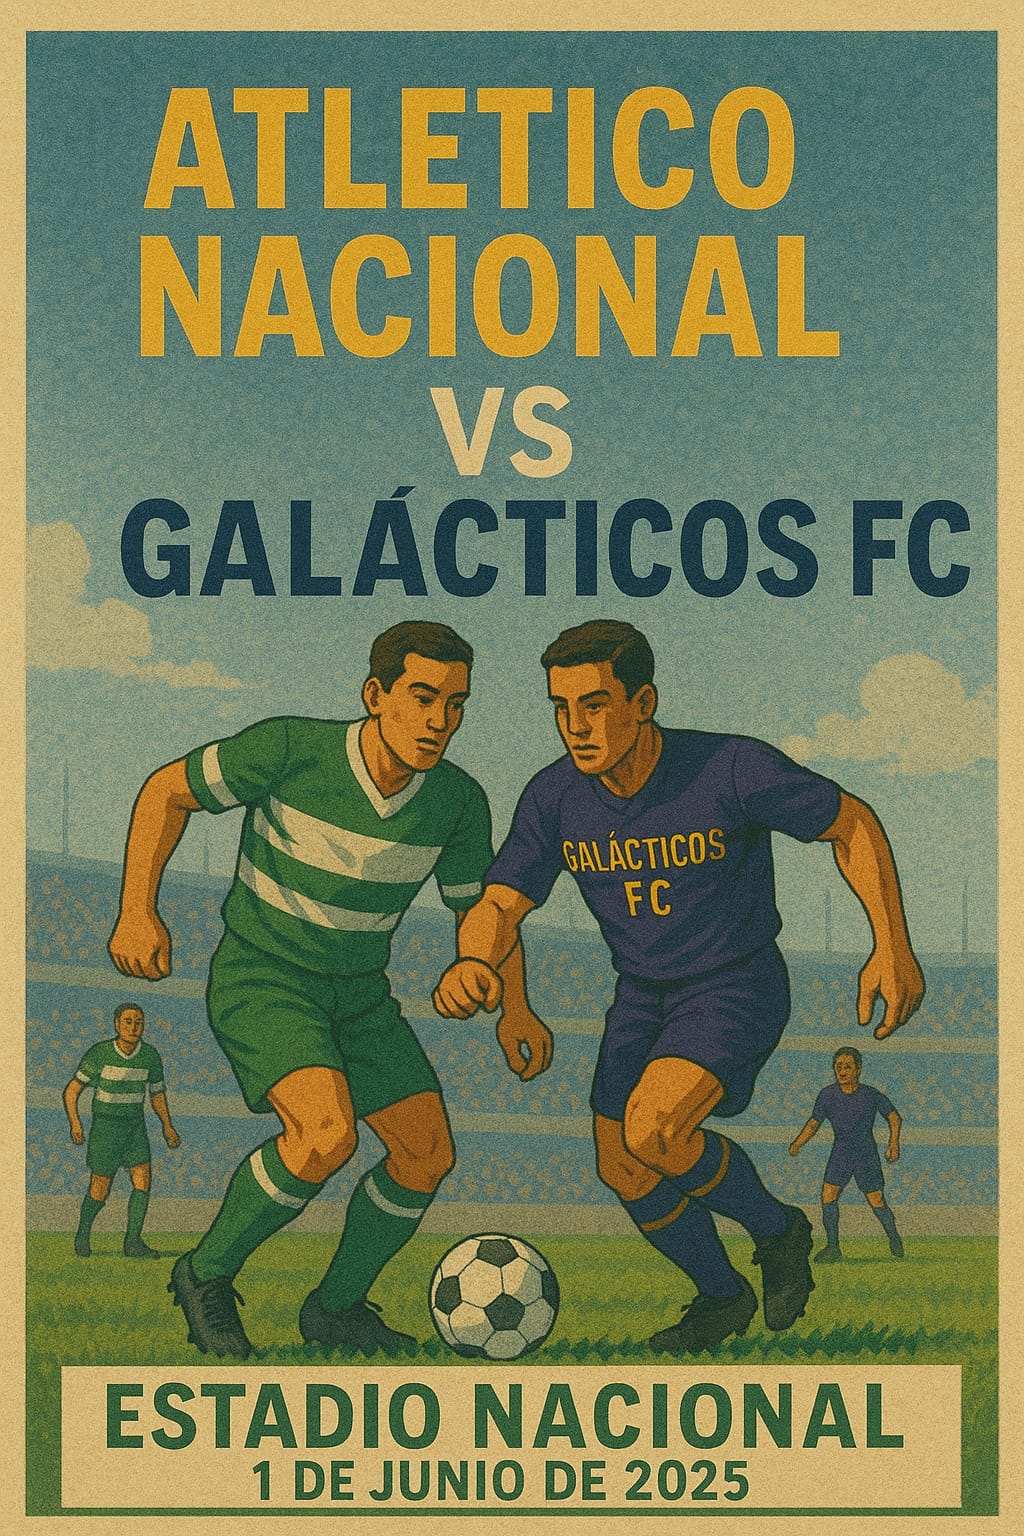 ATLETICO
NACIONAL
VS
GALÁCTICOS FC
GALÁCTICOS
FC
ESTADIO NACIONAL
1 DE JUNIO DE 2025